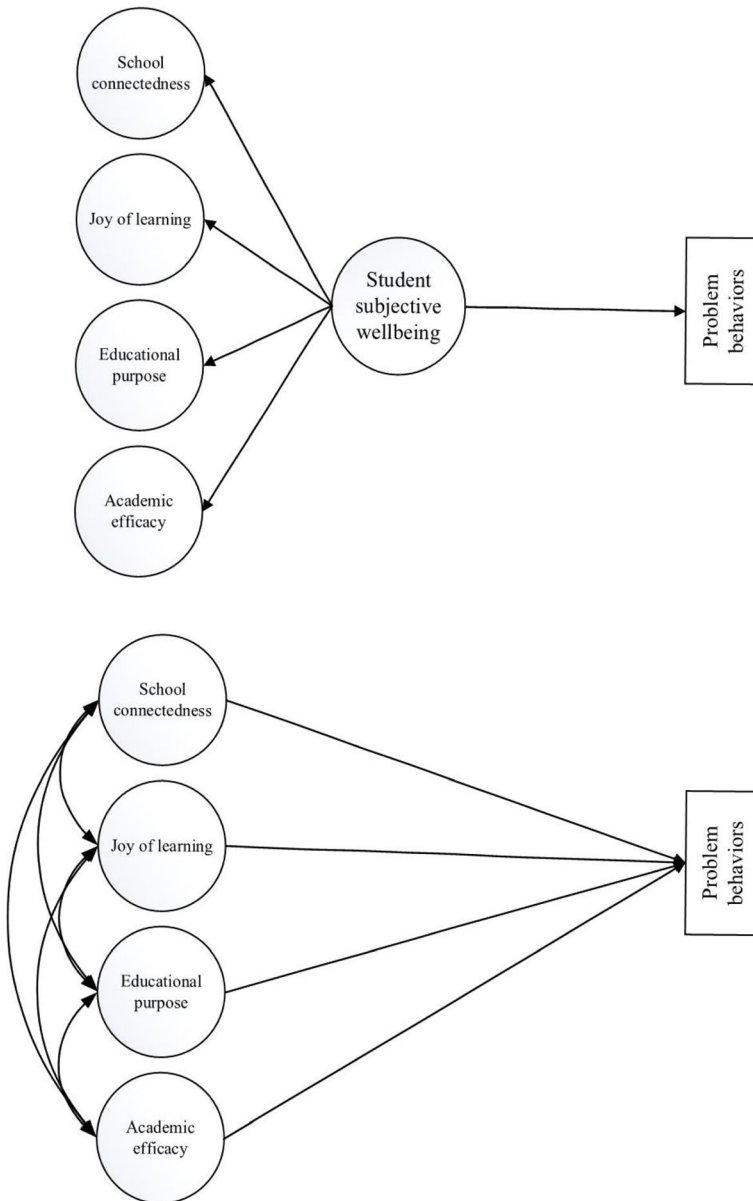 School
connectedness
Joy of learning
Educational
purpose
Academic
efficacy
Student
subjective
wellbeing
Problem
behaviors
School
connectedness
Joy of learning
Educational
purpose
Academic
efficacy
Problem
behaviors